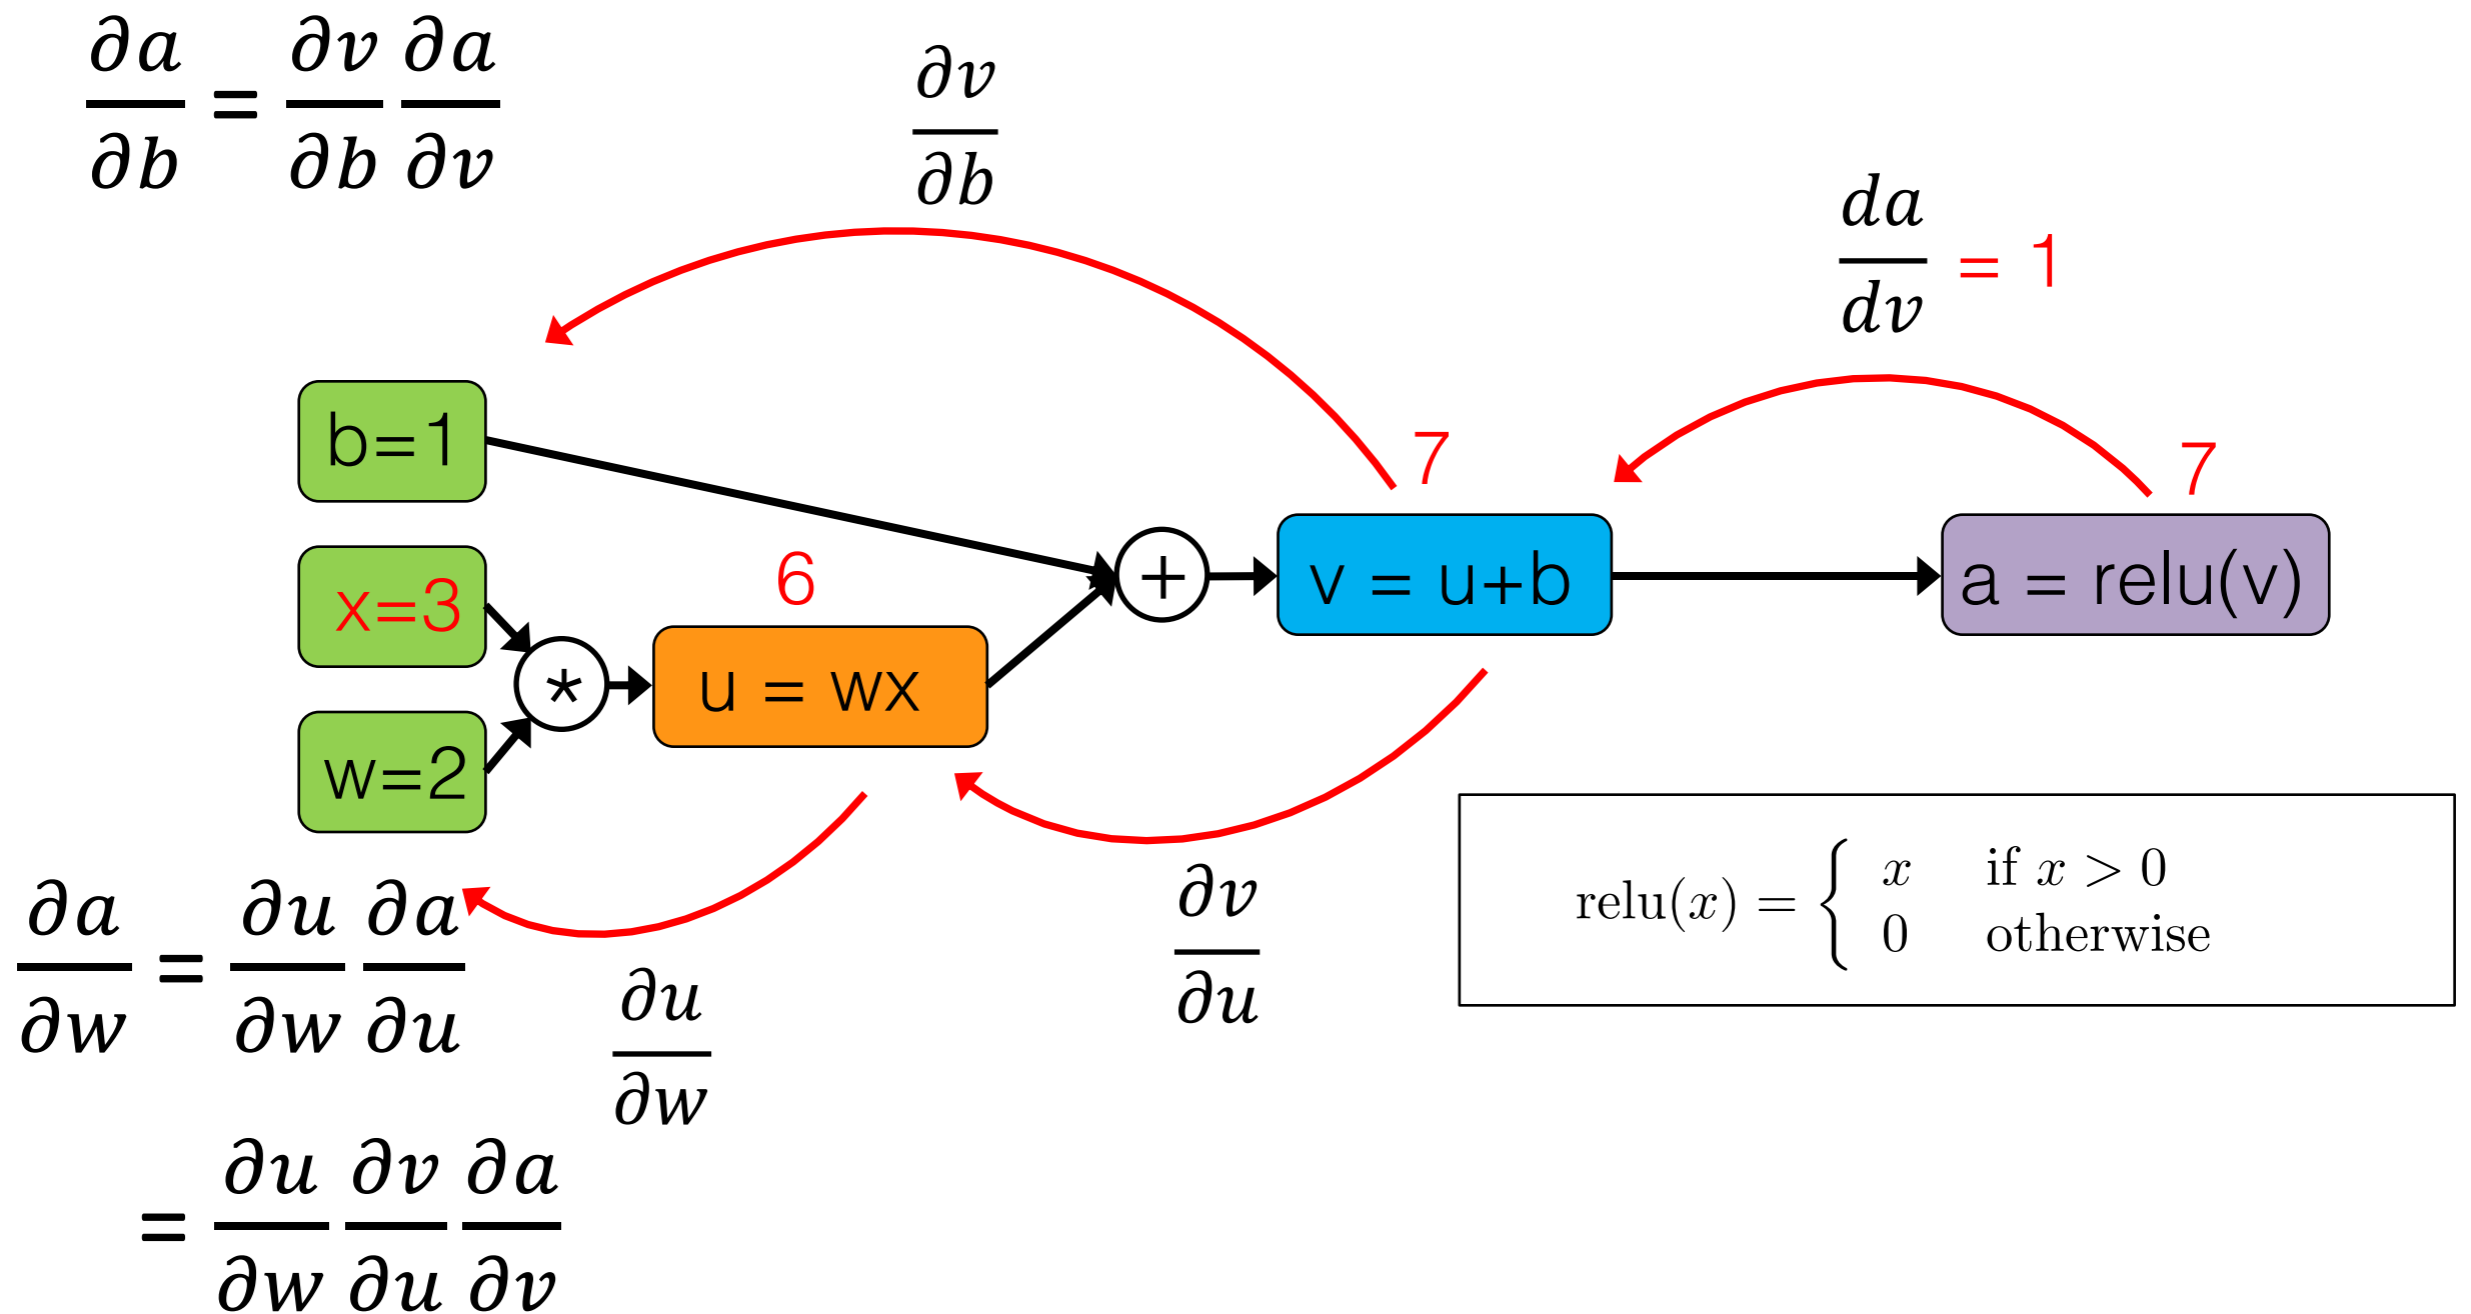 ∂a/∂b = ∂v/∂b ∂a/∂v
∂v/∂b
da/dv = 1
b=1
7
7
x=3
6
+
v = u+b
a = relu(v)
*
u = wx
w=2
relu(x) = { x if x > 0
0 otherwise
∂a/∂w = ∂u/∂w ∂a/∂u
∂u/∂w
∂v/∂u
= ∂u/∂w ∂v/∂u ∂a/∂v